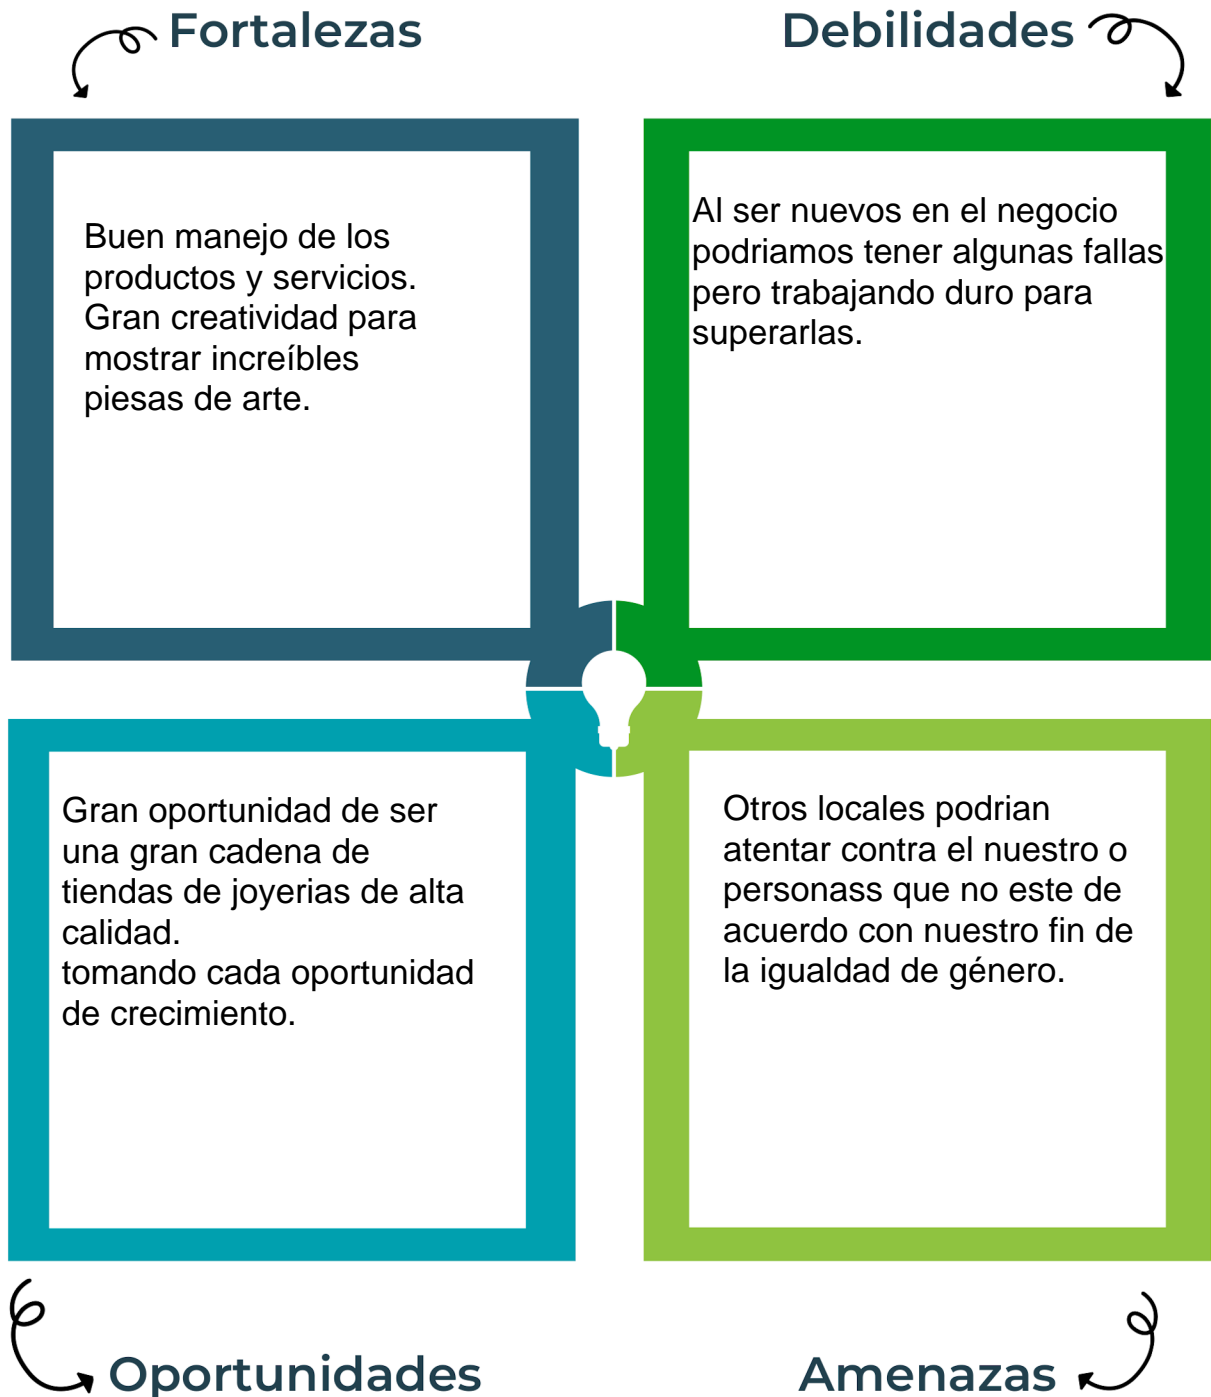 Fortalezas
Debilidades
Buen manejo de los
productos y servicios.
Gran creatividad para
mostrar increíbles
piesas de arte.
Al ser nuevos en el negocio
podriamos tener algunas fallas
pero trabajando duro para
superarlas.
Gran oportunidad de ser
una gran cadena de
tiendas de joyerias de alta
calidad.
tomando cada oportunidad
de crecimiento.
Otros locales podrian
atentar contra el nuestro o
personass que no este de
acuerdo con nuestro fin de
la igualdad de género.
Oportunidades
Amenazas